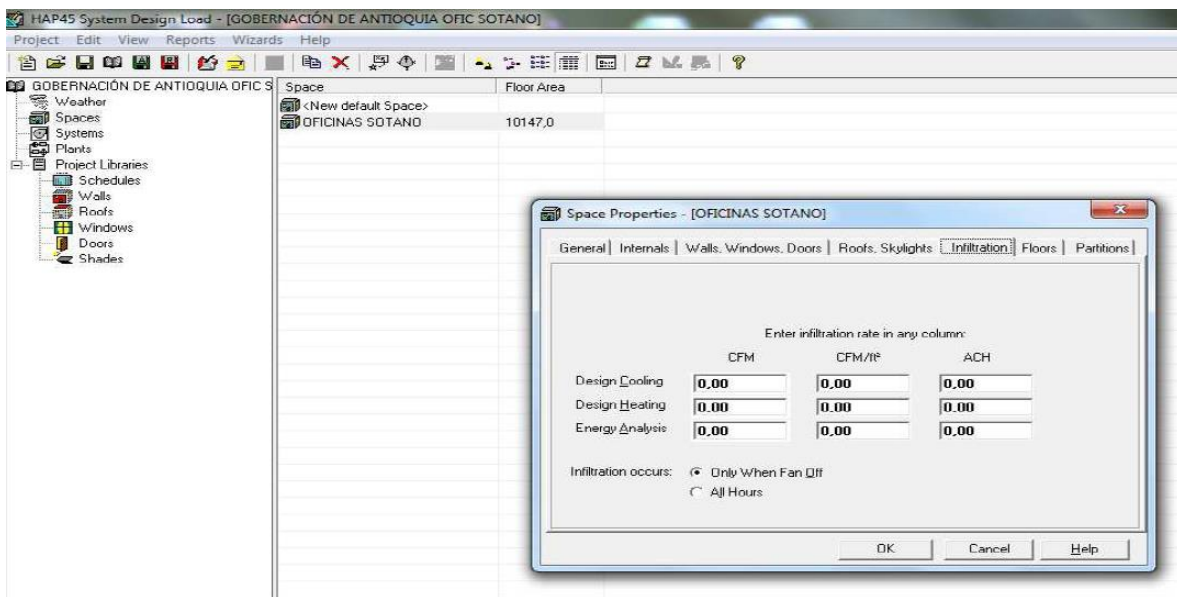 HAP45 System Design Load - [GOBERNACIÓN DE ANTIOQUIA OFIC SOTANO]
Project Edit View Reports Wizards Help
GOBERNACIÓN DE ANTIOQUIA OFIC S
Weather
Spaces
Systems
Plants
Project Libraries
Schedules
Walls
Roofs
Windows
Doors
Shades
Space Floor Area
<New default Space>
OFICINAS SOTANO 10147,0
Space Properties - [OFICINAS SOTANO]
General Internals Walls, Windows, Doors Roofs, Skylights Infiltration Floors Partitions
Enter infiltration rate in any column:
CFM CFM/ft² ACH
Design Cooling 0,00 0,00 0,00
Design Heating 0,00 0,00 0,00
Energy Analysis 0,00 0,00 0,00
Infiltration occurs: Only When Fan Off
All Hours
OK Cancel Help